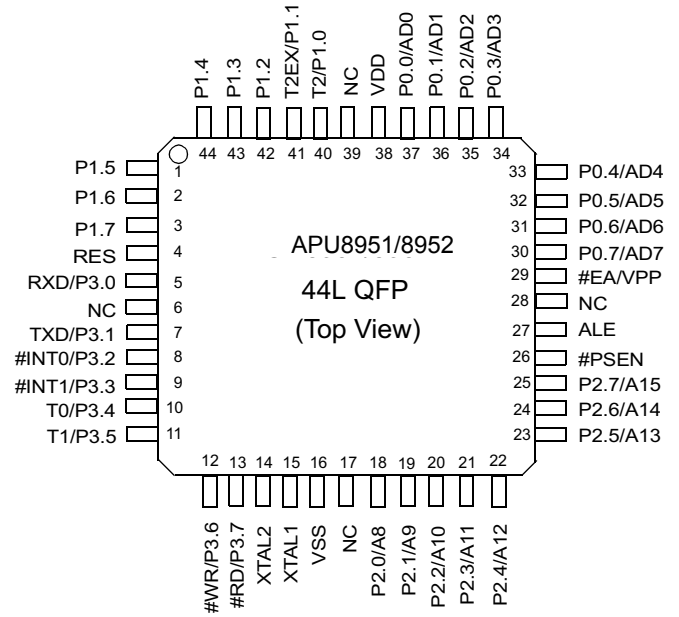 P1.4
P1.3
P1.2
T2EX/P1.1
T2/P1.0
NC
VDD
P0.0/AD0
P0.1/AD1
P0.2/AD2
P0.3/AD3
44 43 42 41 40 39 38 37 36 35 34
P1.5 1
P1.6 2
P1.7 3
RES 4
RXD/P3.0 5
NC 6
TXD/P3.1 7
#INT0/P3.2 8
#INT1/P3.3 9
T0/P3.4 10
T1/P3.5 11
APU8951/8952
44L QFP
(Top View)
33 P0.4/AD4
32 P0.5/AD5
31 P0.6/AD6
30 P0.7/AD7
29 #EA/VPP
28 NC
27 ALE
26 #PSEN
25 P2.7/A15
24 P2.6/A14
23 P2.5/A13
12 13 14 15 16 17 18 19 20 21 22
#WR/P3.6
#RD/P3.7
XTAL2
XTAL1
VSS
NC
P2.0/A8
P2.1/A9
P2.2/A10
P2.3/A11
P2.4/A12